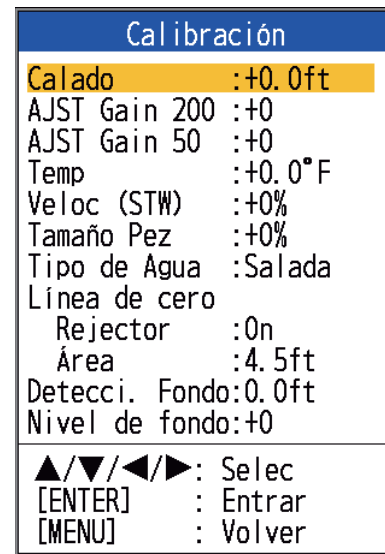 Calibración
Calado :+0.0ft
AJST Gain 200 :+0
AJST Gain 50 :+0
Temp :+0.0°F
Veloc (STW) :+0%
Tamaño Pez :+0%
Tipo de Agua :Salada
Línea de cero
Rejector :On
Área :4.5ft
Detecci. Fondo:0.0ft
Nivel de fondo:+0
▲/▼/◀/▶: Selec
[ENTER] : Entrar
[MENU] : Volver